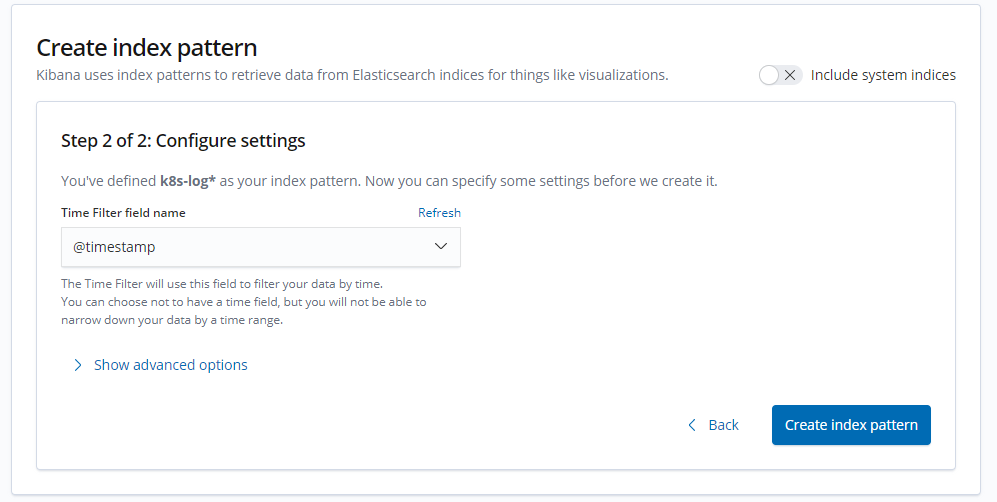 Create index pattern
Kibana uses index patterns to retrieve data from Elasticsearch indices for things like visualizations.
Include system indices
Step 2 of 2: Configure settings
You've defined k8s-log* as your index pattern. Now you can specify some settings before we create it.
Time Filter field name
Refresh
@timestamp
The Time Filter will use this field to filter your data by time.
You can choose not to have a time field, but you will not be able to
narrow down your data by a time range.
Show advanced options
Back
Create index pattern